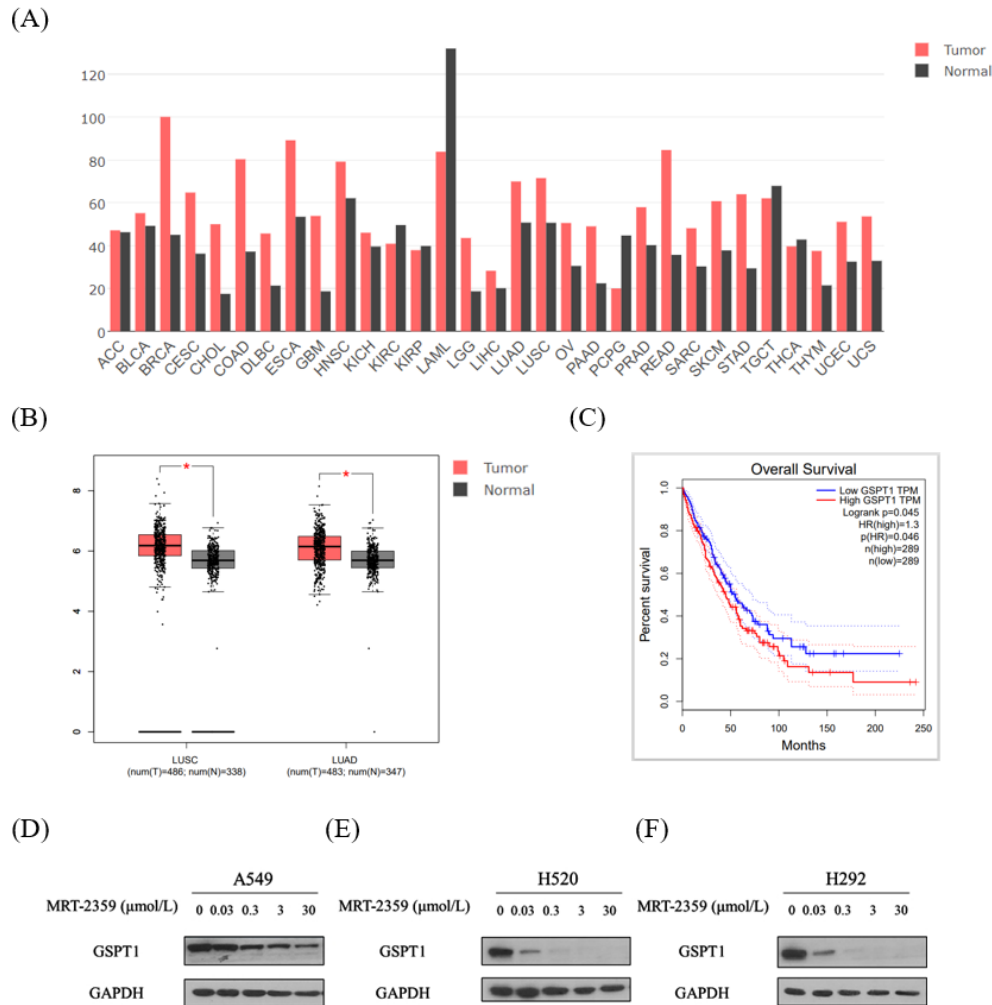 (A)
Tumor
Normal
120
100
80
60
40
20
0
ACC BLCA BRCA CESC CHOL COAD DLBC ESCA GBM HNSC KICH KIRC KIRP LAML LGG LIHC LUAD LUSC OV PAAD PCPG PRAD READ SARC SKCM STAD TGCT THCA THYM UCEC UCS
(B)
Tumor
Normal
8
6
4
2
0
LUSC
(num(T)=486; num(N)=338)
LUAD
(num(T)=483; num(N)=347)
(C)
Overall Survival
Low GSPT1 TPM
High GSPT1 TPM
Logrank p=0.045
HR(high)=1.3
p(HR)=0.046
n(high)=289
n(low)=289
Percent survival
1.0
0.8
0.6
0.4
0.2
0.0
0 50 100 150 200 250
Months
(D)
A549
MRT-2359 (μmol/L) 0 0.03 0.3 3 30
GSPT1
GAPDH
(E)
H520
MRT-2359 (μmol/L) 0 0.03 0.3 3 30
GSPT1
GAPDH
(F)
H292
MRT-2359 (μmol/L) 0 0.03 0.3 3 30
GSPT1
GAPDH